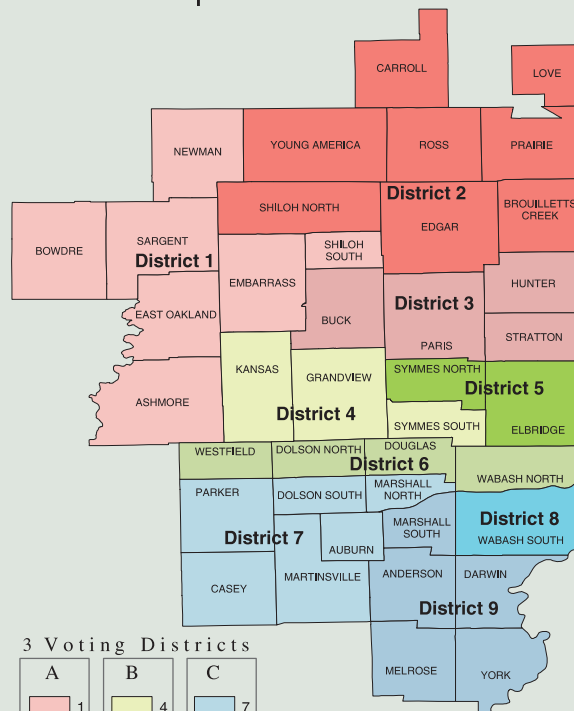 CARROLL
LOVE
NEWMAN
YOUNG AMERICA
ROSS
PRAIRIE
District 2
SHILOH NORTH
EDGAR
BROUILLETTS
CREEK
BOWDRE
SARGENT
District 1
SHILOH
SOUTH
EMBARRASS
HUNTER
District 3
EAST OAKLAND
BUCK
STRATTON
PARIS
KANSAS
GRANDVIEW
SYMMES NORTH
District 5
ASHMORE
District 4
SYMMES SOUTH
ELBRIDGE
WESTFIELD
DOLSON NORTH
DOUGLAS
District 6
WABASH NORTH
PARKER
DOLSON SOUTH
MARSHALL
NORTH
District 8
MARSHALL
SOUTH
WABASH SOUTH
District 7
AUBURN
CASEY
MARTINSVILLE
ANDERSON
DARWIN
District 9
3 Voting Districts
A B C
1 4 7
MELROSE
YORK